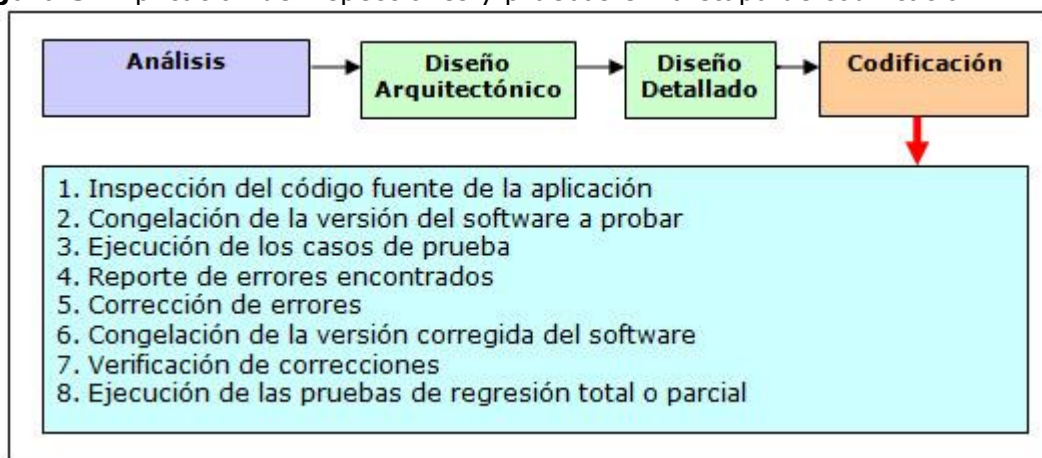 Análisis
Diseño
Arquitectónico
Diseño
Detallado
Codificación
1. Inspección del código fuente de la aplicación
2. Congelación de la versión del software a probar
3. Ejecución de los casos de prueba
4. Reporte de errores encontrados
5. Corrección de errores
6. Congelación de la versión corregida del software
7. Verificación de correcciones
8. Ejecución de las pruebas de regresión total o parcial